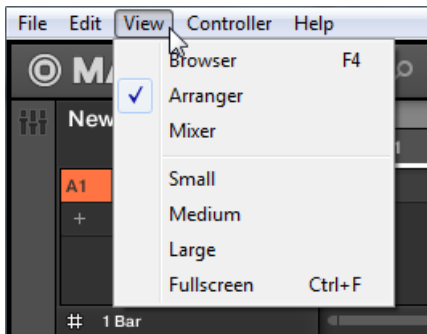 File Edit View Controller Help
MA
Browser F4
Arranger
Mixer
Small
Medium
Large
Fullscreen Ctrl+F
New
1
A1
+
1 Bar